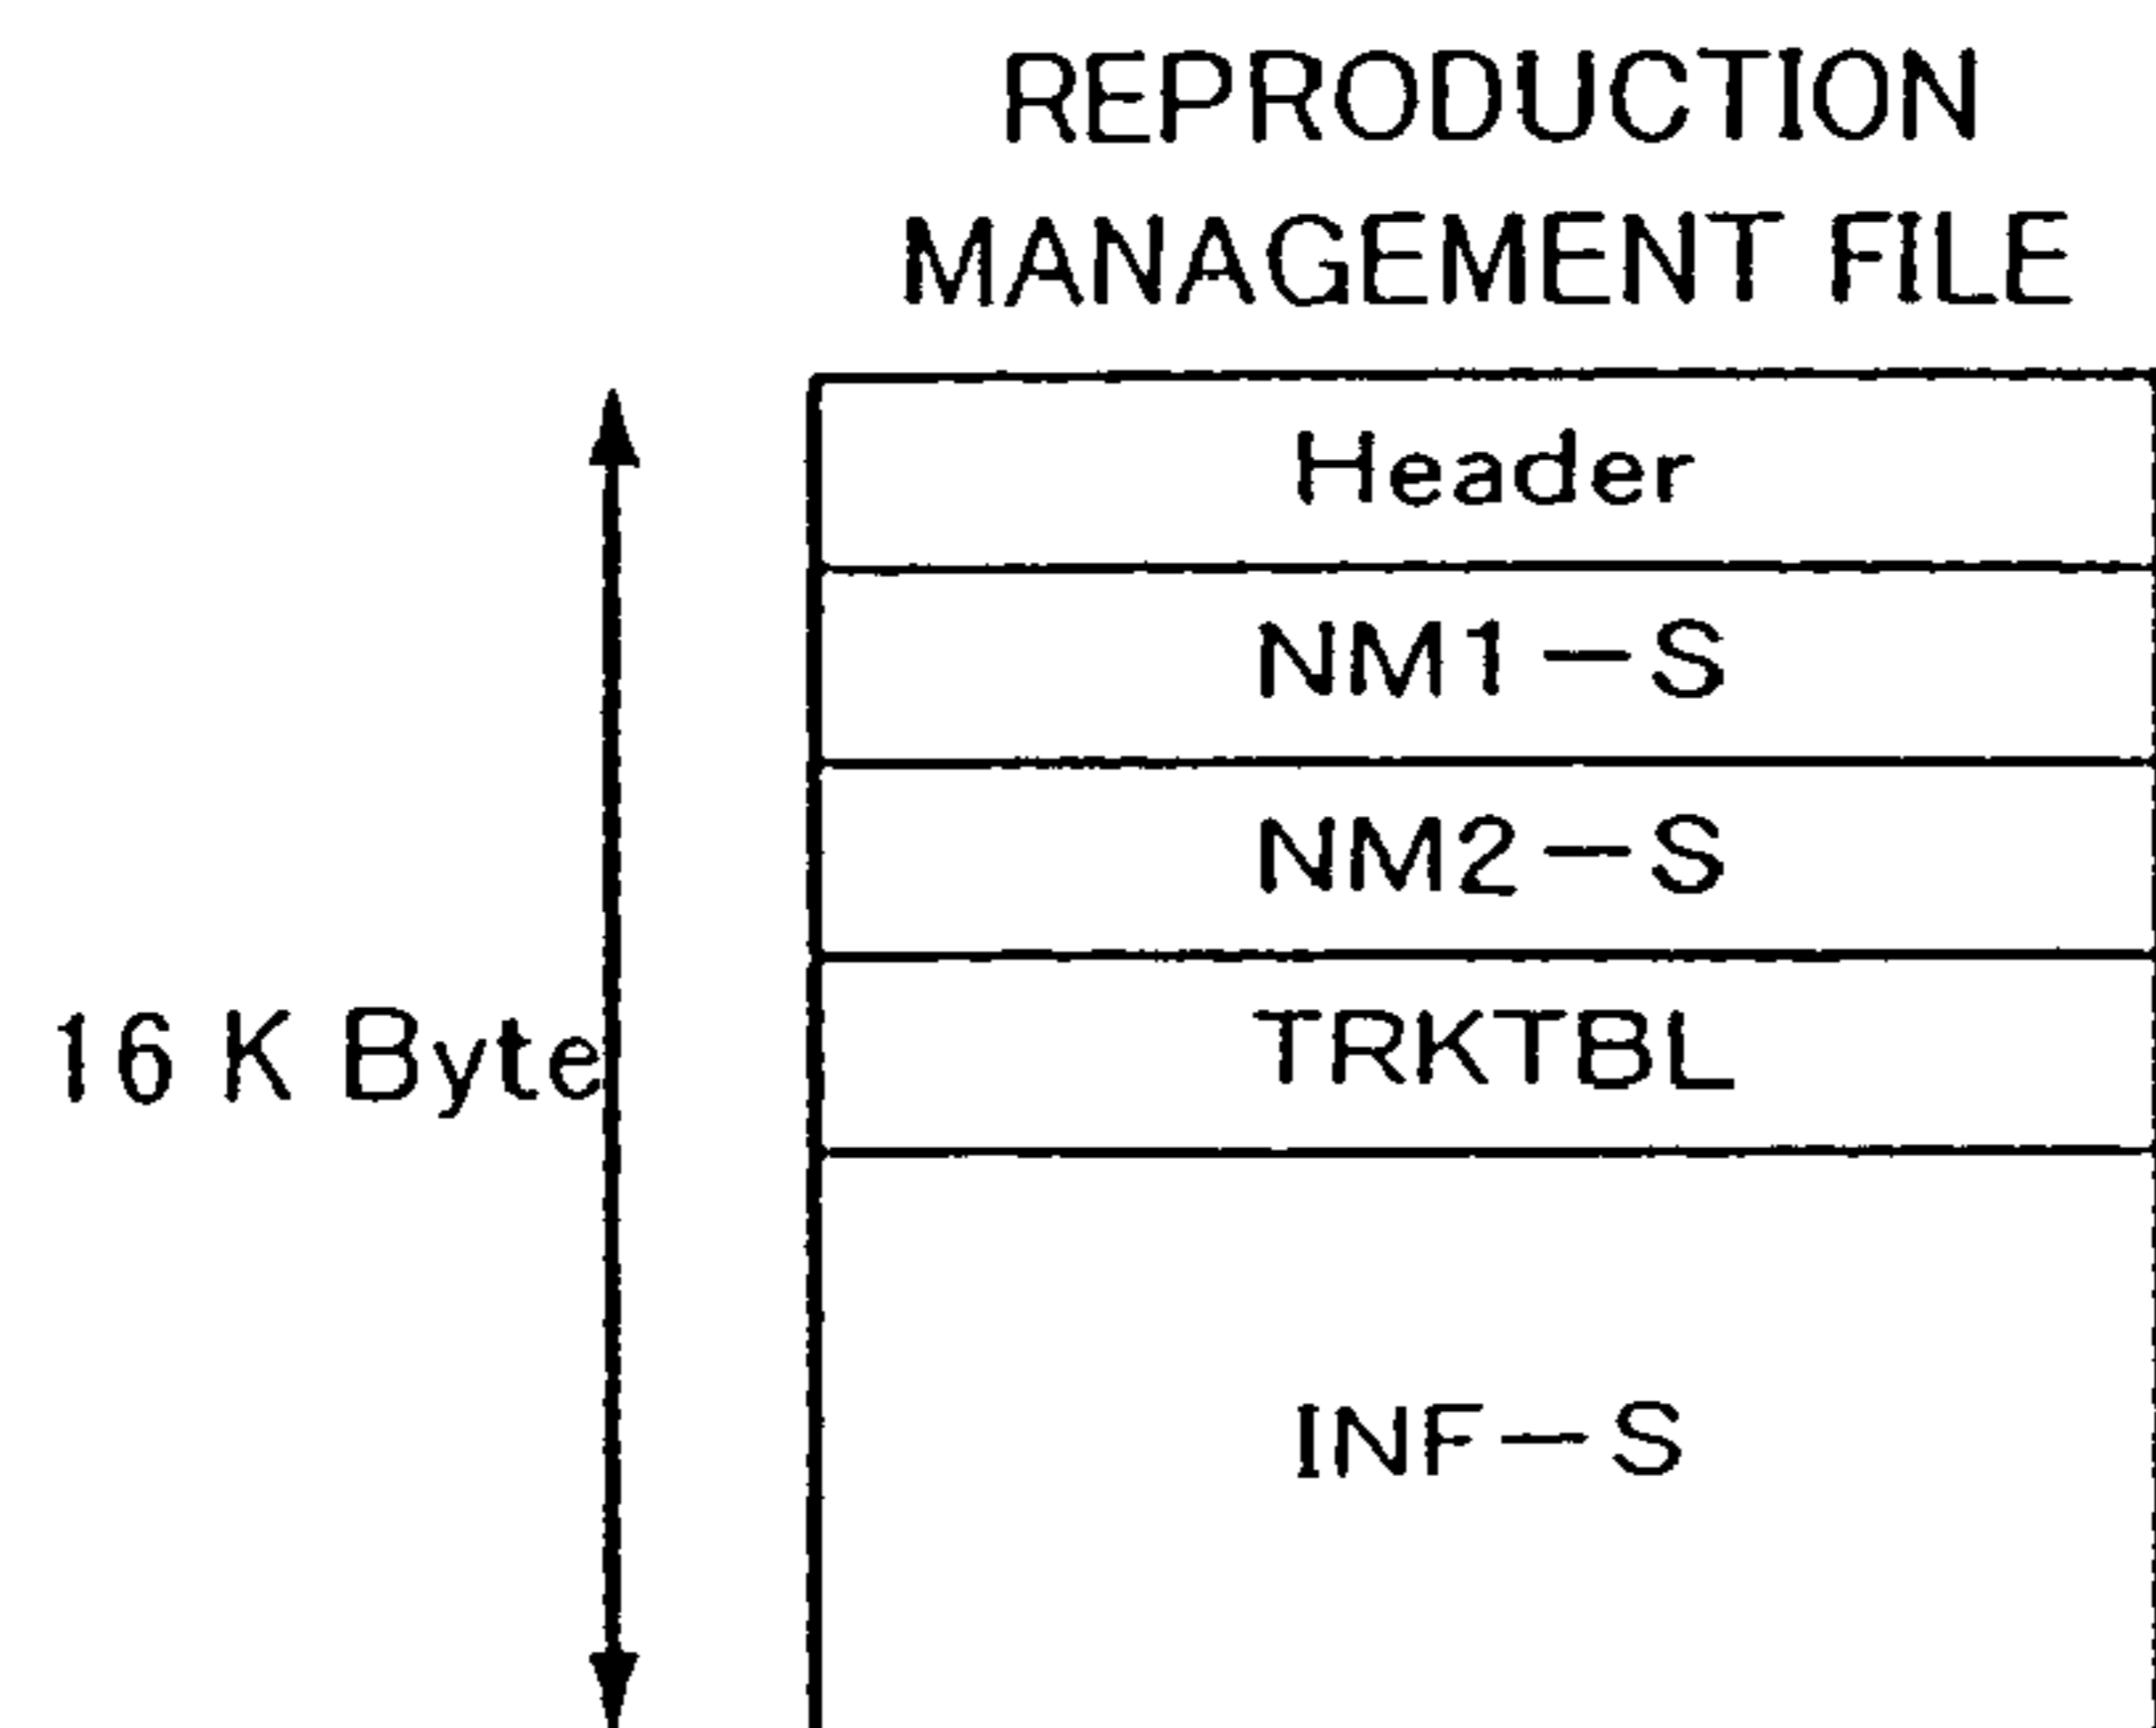 REPRODUCTION
MANAGEMENT FILE
Header
NM1-S
NM2-S
16 K Byte
TRKTBL
INF-S